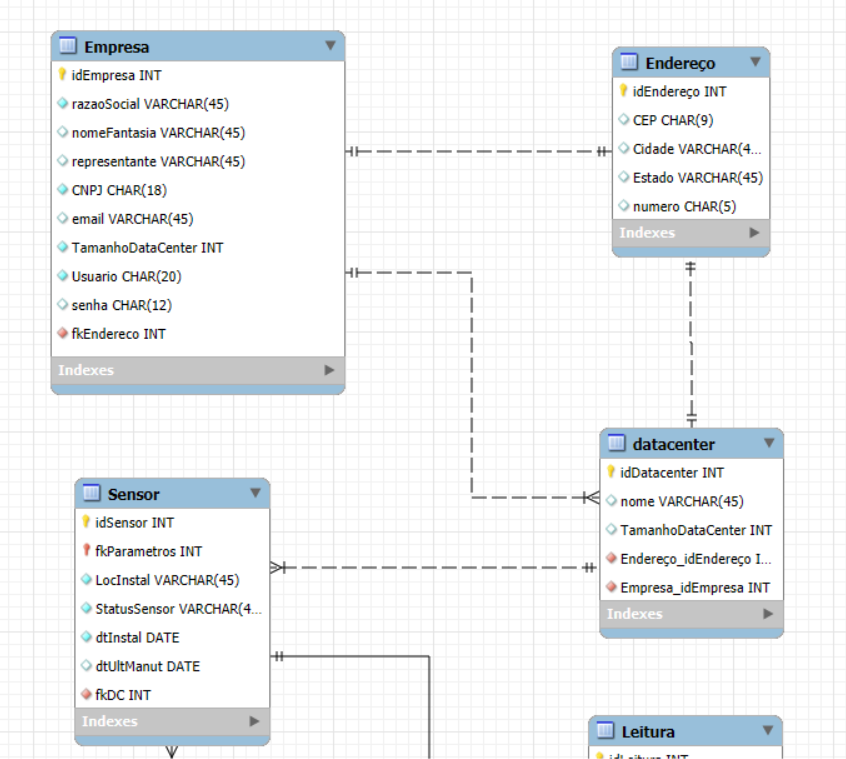 Empresa
idEmpresa INT
razaoSocial VARCHAR(45)
nomeFantasia VARCHAR(45)
representante VARCHAR(45)
CNPJ CHAR(18)
email VARCHAR(45)
TamanhoDataCenter INT
Usuario CHAR(20)
senha CHAR(12)
fkEndereco INT
Indexes
Endereço
idEndereço INT
CEP CHAR(9)
Cidade VARCHAR(4...
Estado VARCHAR(45)
numero CHAR(5)
Indexes
datacenter
idDatacenter INT
nome VARCHAR(45)
TamanhoDataCenter INT
Endereço_idEndereço I...
Empresa_idEmpresa INT
Indexes
Sensor
idSensor INT
fkParametros INT
LocInstal VARCHAR(45)
StatusSensor VARCHAR(4...
dtInstal DATE
dtUltManut DATE
fkDC INT
Indexes
Leitura
idLeitura INT